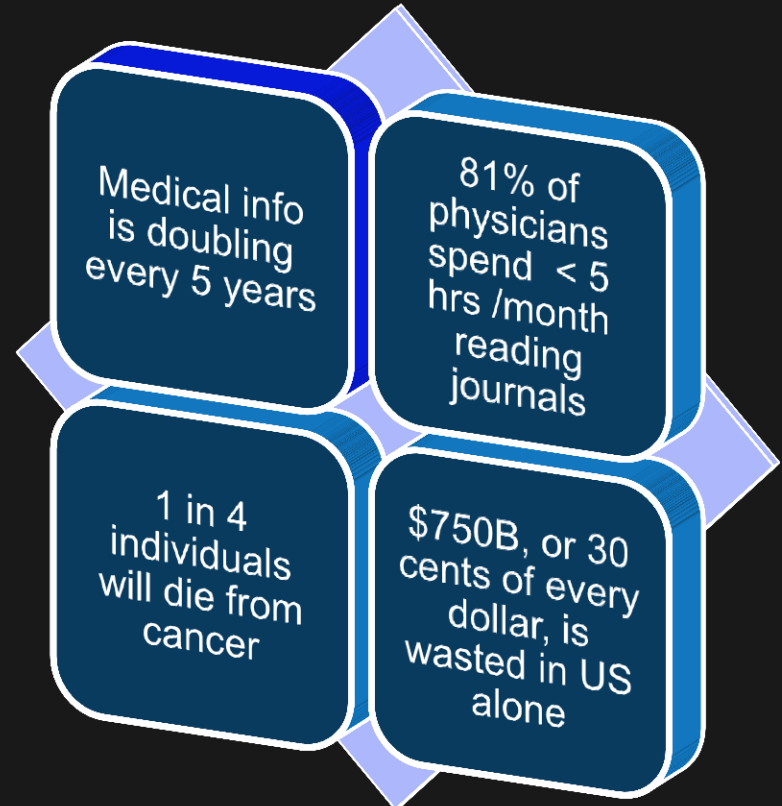 Medical info
is doubling
every 5 years
81% of
physicians
spend < 5
hrs /month
reading
journals
1 in 4
individuals
will die from
cancer
$750B, or 30
cents of every
dollar, is
wasted in US
alone